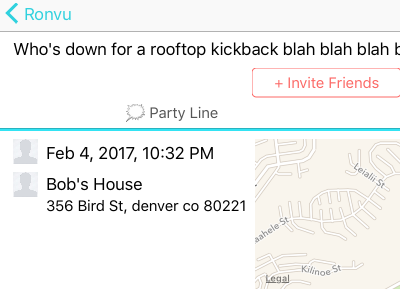 Ronvu
Who's down for a rooftop kickback blah blah blah b
+ Invite Friends
Party Line
Feb 4, 2017, 10:32 PM
Bob's House
356 Bird St, denver co 80221
Leialii St
aahele St
Kilinoe St
Legal